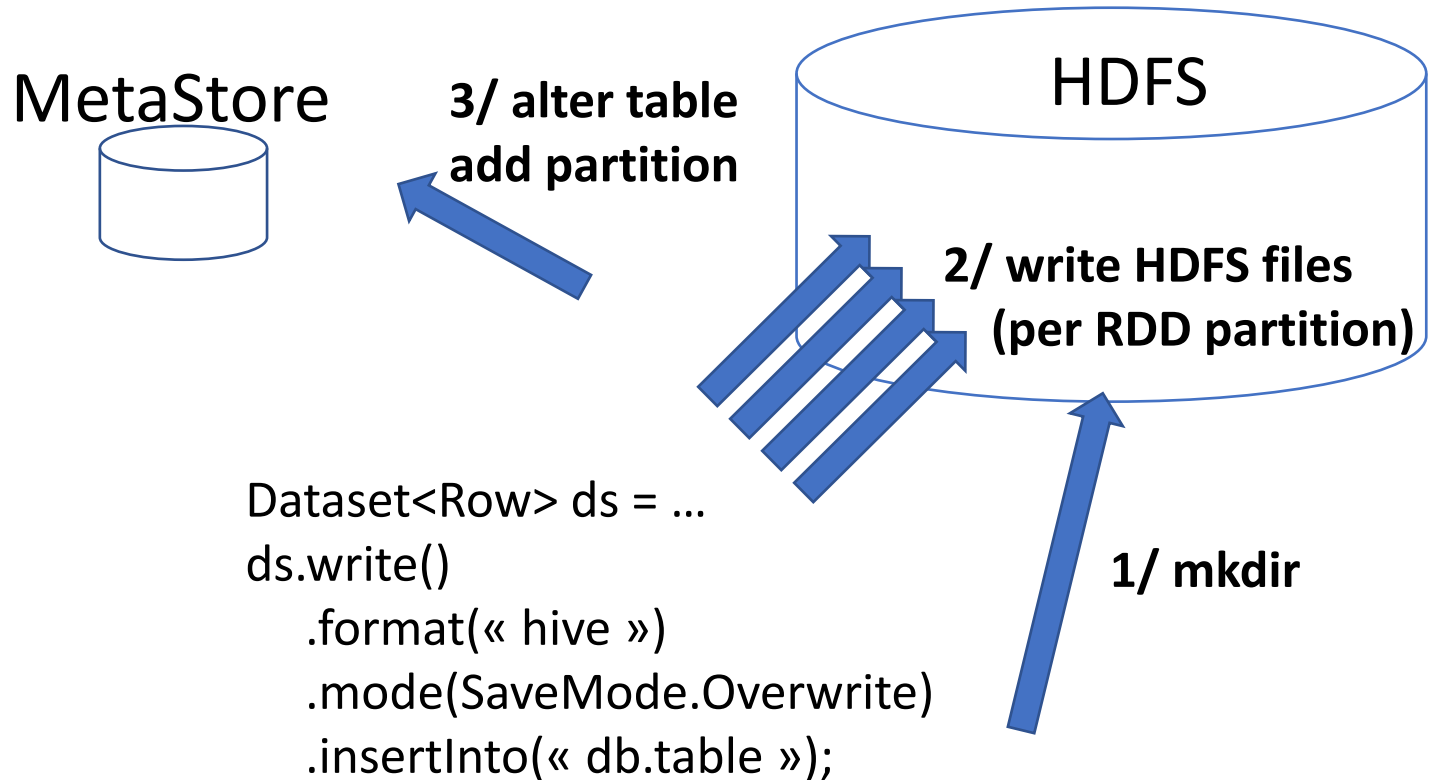 MetaStore
3/ alter table
add partition
HDFS
2/ write HDFS files
(per RDD partition)
1/ mkdir
Dataset<Row> ds = …
ds.write()
.format(« hive »)
.mode(SaveMode.Overwrite)
.insertInto(« db.table »);